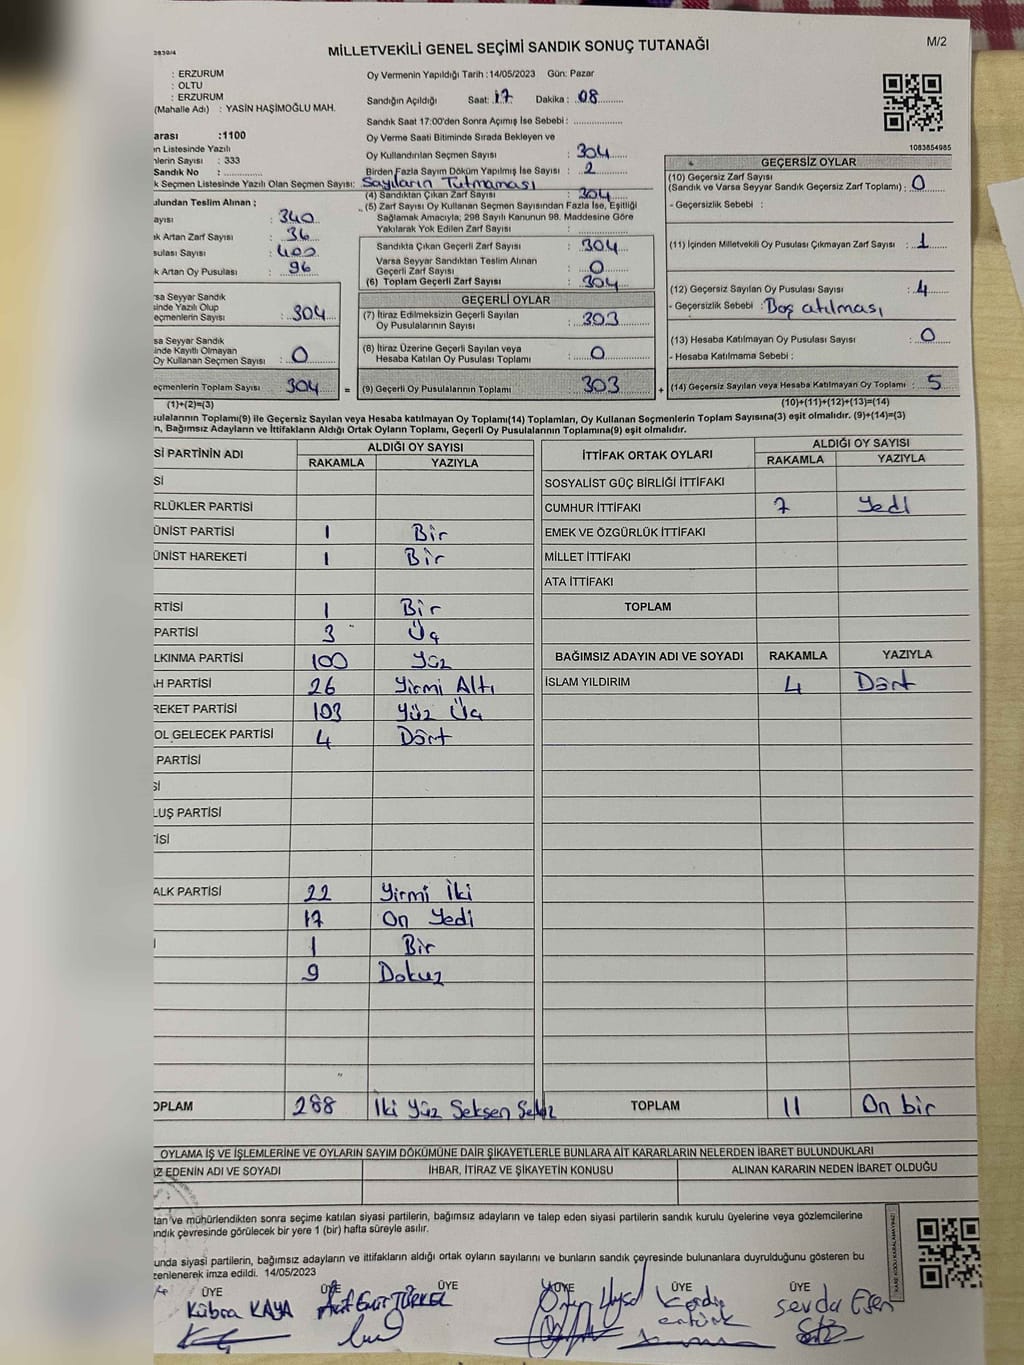 MİLLETVEKİLİ GENEL SEÇİMİ SANDIK SONUÇ TUTANAĞI
M/2
2830/4
: ERZURUM
: OLTU
: ERZURUM
(Mahalle Adı) : YASİN HAŞİMOĞLU MAH.
Oy Vermenin Yapıldığı Tarih : 14/05/2023 Gün: Pazar
Sandığın Açıldığı Saat: 17 Dakika : 08
Sandık Saat 17:00'den Sonra Açımış İse Sebebi :
Oy Verme Saati Bitiminde Sırada Bekleyen ve
Oy Kullandırılan Seçmen Sayısı : 304
Birden Fazla Sayım Döküm Yapılmış İse Sayısı : 2
arası :1100
n Listesinde Yazılı
nlerin Sayısı : 333
Sandık No :
k Seçmen Listesinde Yazılı Olan Seçmen Sayısı: Sayıların Tutmaması
(4) Sandıktan Çıkan Zarf Sayısı : 304
(5) Zarf Sayısı Oy Kullanan Seçmen Sayısından Fazla İse, Eşitliği
Sağlamak Amacıyla; 298 Sayılı Kanunun 98. Maddesine Göre
Yakılarak Yok Edilen Zarf Sayısı :
ulundan Teslim Alınan ;
ayısı : 340
ık Artan Zarf Sayısı : 36
sulası Sayısı : 400
k Artan Oy Pusulası : 96
Sandıkta Çıkan Geçerli Zarf Sayısı : 304
Varsa Seyyar Sandıktan Teslim Alınan
Geçerli Zarf Sayısı : 0
(6) Toplam Geçerli Zarf Sayısı : 304
rsa Seyyar Sandık
inde Yazılı Olup
eçmenlerin Sayısı : 304
sa Seyyar Sandık
inde Kayıtlı Olmayan
Oy Kullanan Seçmen Sayısı : 0
eçmenlerin Toplam Sayısı 304 =
(1)+(2)=(3)
GEÇERLİ OYLAR
(7) İtiraz Edilmeksizin Geçerli Sayılan
Oy Pusulalarının Sayısı : 303
(8) İtiraz Üzerine Geçerli Sayılan veya
Hesaba Katılan Oy Pusulası Toplamı : 0
(9) Geçerli Oy Pusulalarının Toplamı : 303 +
1083854985
GEÇERSİZ OYLAR
(10) Geçersiz Zarf Sayısı
(Sandık ve Varsa Seyyar Sandık Geçersiz Zarf Toplamı) : 0
- Geçersizlik Sebebi :
(11) İçinden Milletvekili Oy Pusulası Çıkmayan Zarf Sayısı : 1
(12) Geçersiz Sayılan Oy Pusulası Sayısı : 4
- Geçersizlik Sebebi : Boş atılması
(13) Hesaba Katılmayan Oy Pusulası Sayısı : 0
- Hesaba Katılmama Sebebi :
(14) Geçersiz Sayılan veya Hesaba Katılmayan Oy Toplamı : 5
(10)+(11)+(12)+(13)=(14)
sulalarının Toplamı(9) ile Geçersiz Sayılan veya Hesaba katılmayan Oy Toplamı(14) Toplamları, Oy Kullanan Seçmenlerin Toplam Sayısına(3) eşit olmalıdır. (9)+(14)=(3)
n, Bağımsız Adayların ve İttifakların Aldığı Ortak Oyların Toplamı, Geçerli Oy Pusulalarının Toplamına(9) eşit olmalıdır.
Sİ PARTİNİN ADI ALDIĞI OY SAYISI
RAKAMLA YAZIYLA
Sİ
RLÜKLER PARTİSİ
ÜNİST PARTİSİ 1 Bir
ÜNİST HAREKETİ 1 Bir
RTİSİ 1 Bir
PARTİSİ 3 Üç
LKINMA PARTİSİ 100 Yüz
AH PARTİSİ 26 Yirmi Altı
REKET PARTİSİ 103 Yüz Üç
OL GELECEK PARTİSİ 4 Dört
PARTİSİ
Sİ
LUŞ PARTİSİ
İSİ
ALK PARTİSİ 22 Yirmi İki
17 On Yedi
1 Bir
9 Dokuz
OPLAM 288 İki Yüz Seksen Sekiz
İTTİFAK ORTAK OYLARI ALDIĞI OY SAYISI
RAKAMLA YAZIYLA
SOSYALİST GÜÇ BİRLİĞİ İTTİFAKI
CUMHUR İTTİFAKI 7 Yedi
EMEK VE ÖZGÜRLÜK İTTİFAKI
MİLLET İTTİFAKI
ATA İTTİFAKI
TOPLAM
BAĞIMSIZ ADAYIN ADI VE SOYADI RAKAMLA YAZIYLA
İSLAM YILDIRIM 4 Dört
TOPLAM 11 On bir
OYLAMA İŞ VE İŞLEMLERİNE VE OYLARIN SAYIM DÖKÜMÜNE DAİR ŞİKAYETLERLE BUNLARA AİT KARARLARIN NELERDEN İBARET BULUNDUKLARI
Z EDENİN ADI VE SOYADI İHBAR, İTİRAZ VE ŞİKAYETİN KONUSU ALINAN KARARIN NEDEN İBARET OLDUĞU
tan ve mühürlendikten sonra seçime katılan siyasi partilerin, bağımsız adayların ve talep eden siyasi partilerin sandık kurulu üyelerine veya gözlemcilerine
ndık çevresinde görülecek bir yere 1 (bir) hafta süreyle asılır.
unda siyasi partilerin, bağımsız adayların ve ittifakların aldığı ortak oyların sayılarını ve bunların sandık çevresinde bulunanlara duyrulduğunu gösteren bu
zenlenerek imza edildi. 14/05/2023
ÜYE ÜYE ÜYE ÜYE ÜYE ÜYE
Kübra KAYA
Sevda Esen